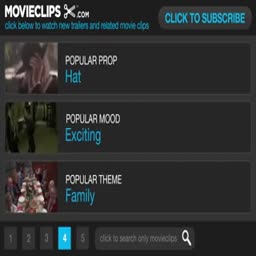 MOVIECLIPS .COM
click below to watch new trailers and related movie clips
CLICK TO SUBSCRIBE
POPULAR PROP
Hat
POPULAR MOOD
Exciting
POPULAR THEME
Family
1 2 3 4 5
click to search only movieclips